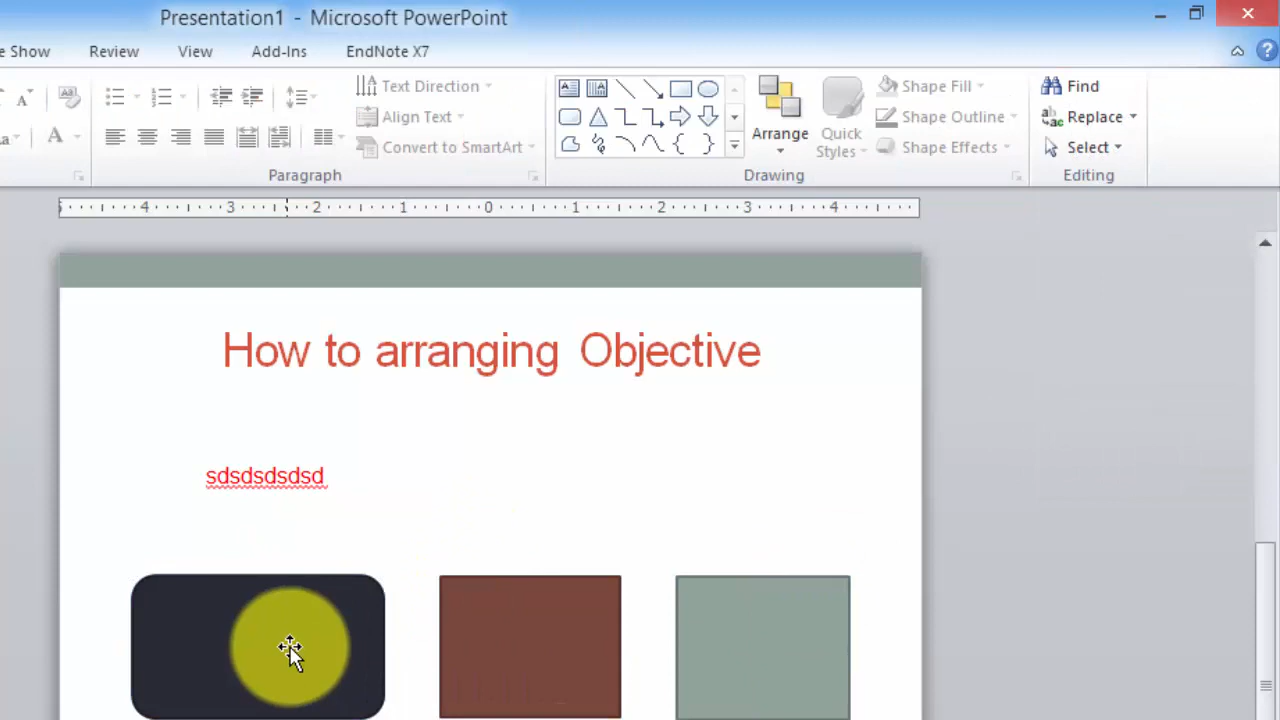 Presentation1 - Microsoft PowerPoint
e Show Review View Add-Ins EndNote X7
Text Direction Shape Fill Find
Align Text Arrange Quick Styles Shape Outline Replace
Convert to SmartArt Shape Effects Select
Paragraph Drawing Editing
4 3 2 1 0 1 2 3 4
How to arranging Objective
sdsdsdsdsd